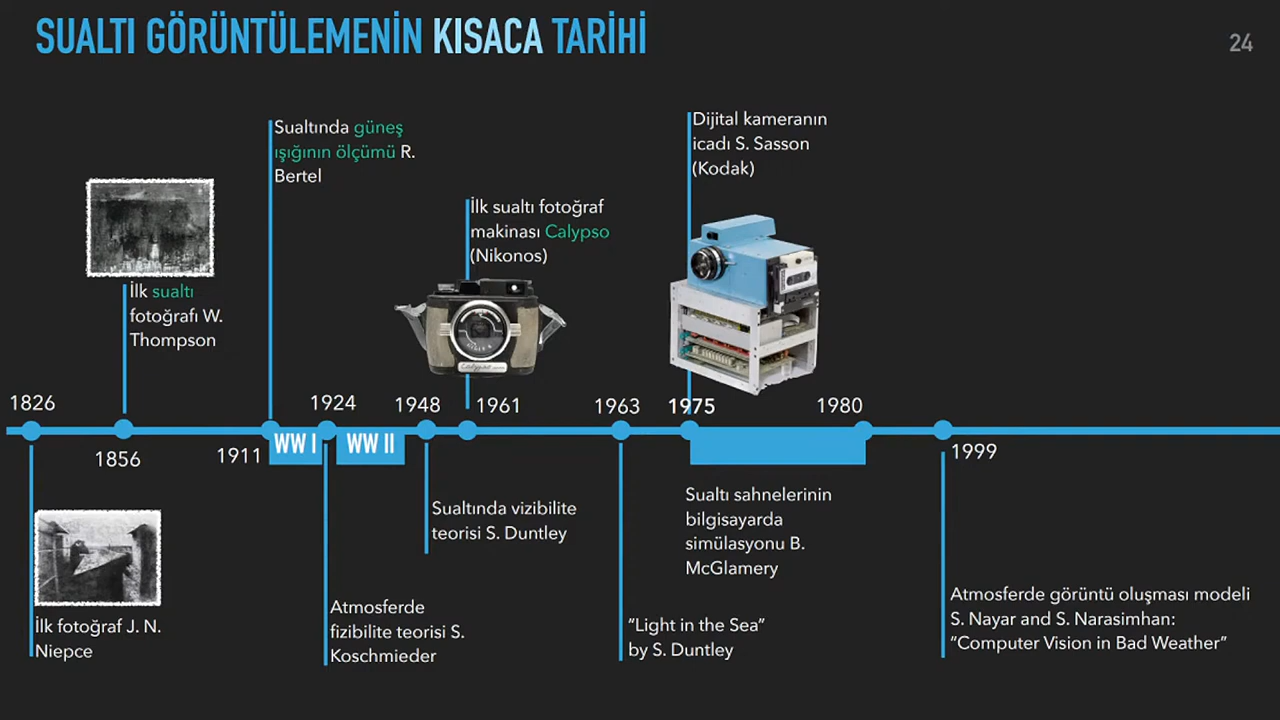 SUALTI GÖRÜNTÜLEMENİN KISACA TARİHİ
24
Sualtında güneş
ışığının ölçümü R.
Bertel
Dijital kameranın
icadı S. Sasson
(Kodak)
İlk sualtı fotoğraf
makinası Calypso
(Nikonos)
İlk sualtı
fotoğrafı W.
Thompson
Calypso
1826
1856
1911
WW I
1924
WW II
1948
1961
1963
1975
1980
1999
Sualtında vizibilite
teorisi S. Duntley
Sualtı sahnelerinin
bilgisayarda
simülasyonu B.
McGlamery
Atmosferde
fizibilite teorisi S.
Koschmieder
"Light in the Sea"
by S. Duntley
Atmosferde görüntü oluşması modeli
S. Nayar and S. Narasimhan:
"Computer Vision in Bad Weather"
İlk fotoğraf J. N.
Niepce